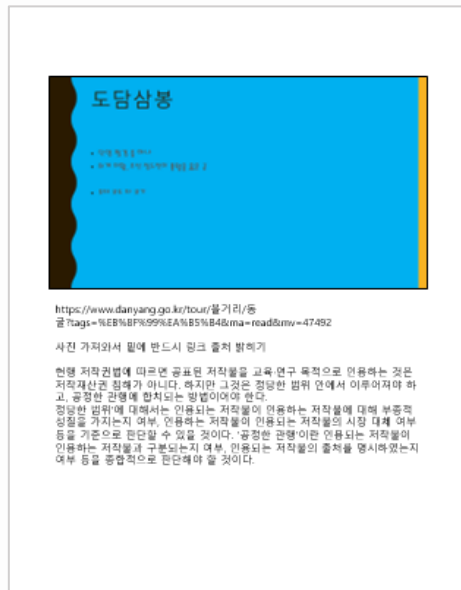 도담삼봉
https://www.danyang.go.kr/tour/볼거리/동
굴?tags=%EB%8F%99%EA%B5%B4&ma=read&mv=47492
사진 가져와서 밑에 반드시 링크 출처 밝히기
현행 저작권법에 따르면 공표된 저작물을 교육·연구 목적으로 인용하는 것은
저작재산권 침해가 아니다. 하지만 그것은 정당한 범위 안에서 이루어져야 하
고, 공정한 관행에 합치되는 방법이어야 한다.
정당한 범위'에 대해서는 인용되는 저작물이 인용하는 저작물에 대해 부종적
성질을 가지는지 여부, 인용하는 저작물이 인용되는 저작물의 시장 대체 여부
등을 기준으로 판단할 수 있을 것이다. '공정한 관행'이란 인용되는 저작물이
인용하는 저작물과 구분되는지 여부, 인용되는 저작물의 출처를 명시하였는지
여부 등을 종합적으로 판단해야 할 것이다.